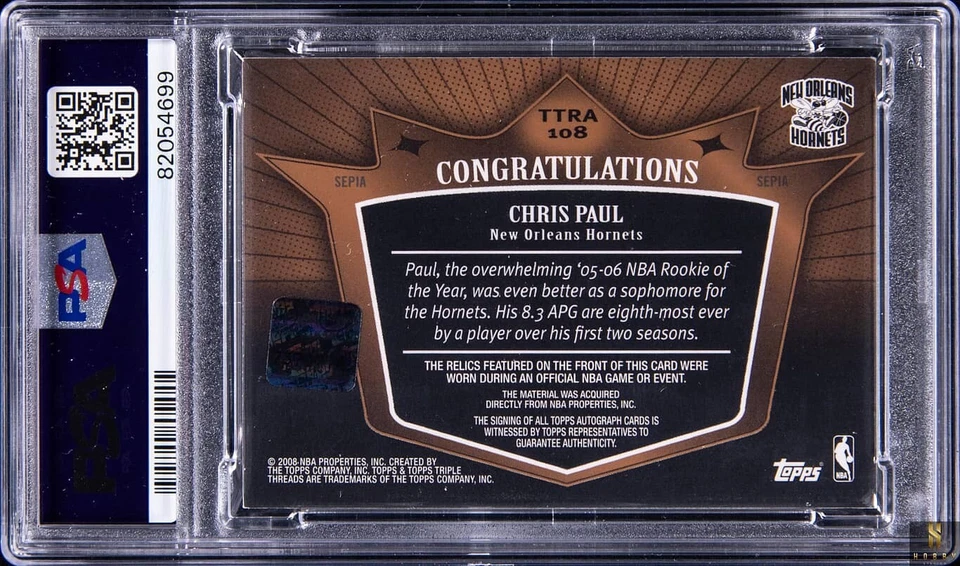 82054699
PSA
PSA
TTRA
108
NEW ORLEANS
HORNETS
CONGRATULATIONS
SEPIA
SEPIA
CHRIS PAUL
New Orleans Hornets
Paul, the overwhelming '05-06 NBA Rookie of
the Year, was even better as a sophomore for
the Hornets. His 8.3 APG are eighth-most ever
by a player over his first two seasons.
THE RELICS FEATURED ON THE FRONT OF THIS CARD WERE
WORN DURING AN OFFICIAL NBA GAME OR EVENT.
THE MATERIAL WAS ACQUIRED
DIRECTLY FROM NBA PROPERTIES, INC.
THE SIGNING OF ALL TOPPS AUTOGRAPH CARDS IS
WITNESSED BY TOPPS REPRESENTATIVES TO
GUARANTEE AUTHENTICITY.
© 2008 NBA PROPERTIES, INC. CREATED BY
THE TOPPS COMPANY, INC. TOPPS & TOPPS TRIPLE
THREADS ARE TRADEMARKS OF THE TOPPS COMPANY, INC.
Topps
NBA
HOBBY